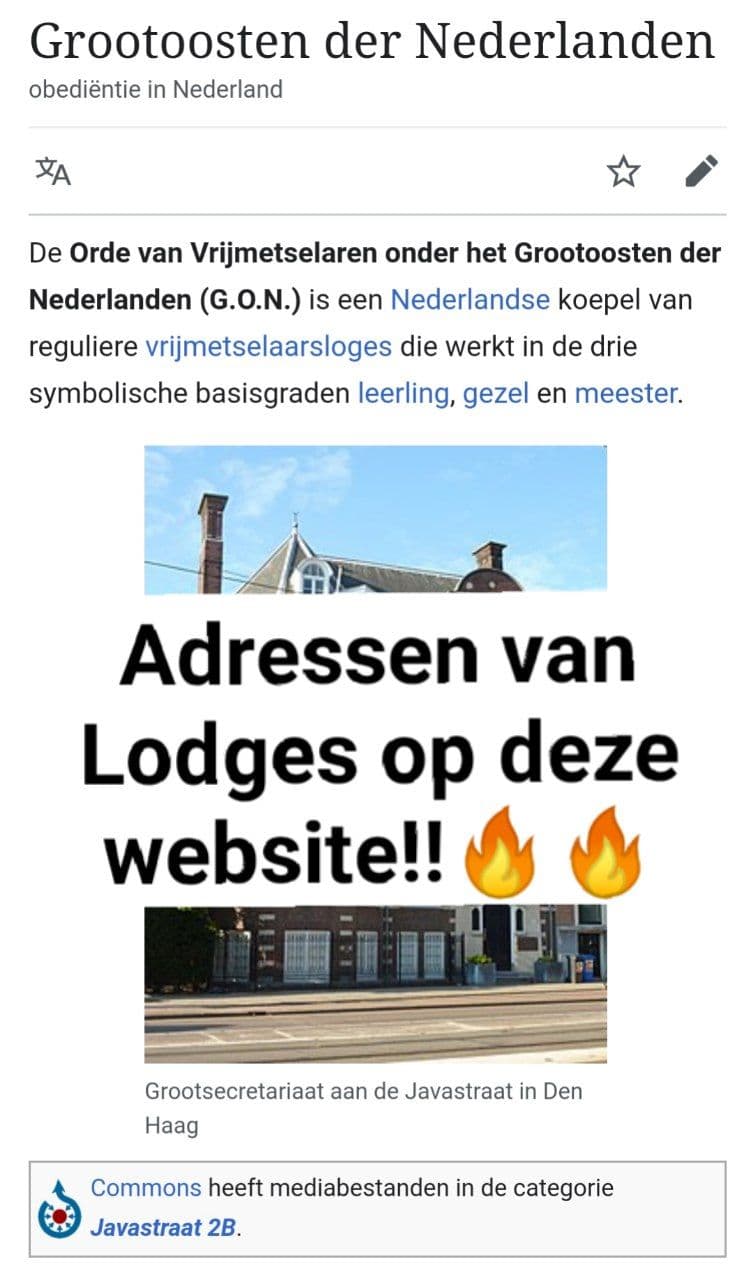 Grootoosten der Nederlanden
obediëntie in Nederland
De Orde van Vrijmetselaren onder het Grootoosten der
Nederlanden (G.O.N.) is een Nederlandse koepel van
reguliere vrijmetselaarsloges die werkt in de drie
symbolische basisgraden leerling, gezel en meester.
Adressen van
Lodges op deze
website!!🔥🔥
Grootsecretariaat aan de Javastraat in Den
Haag
Commons heeft mediabestanden in de categorie
Javastraat 2B.